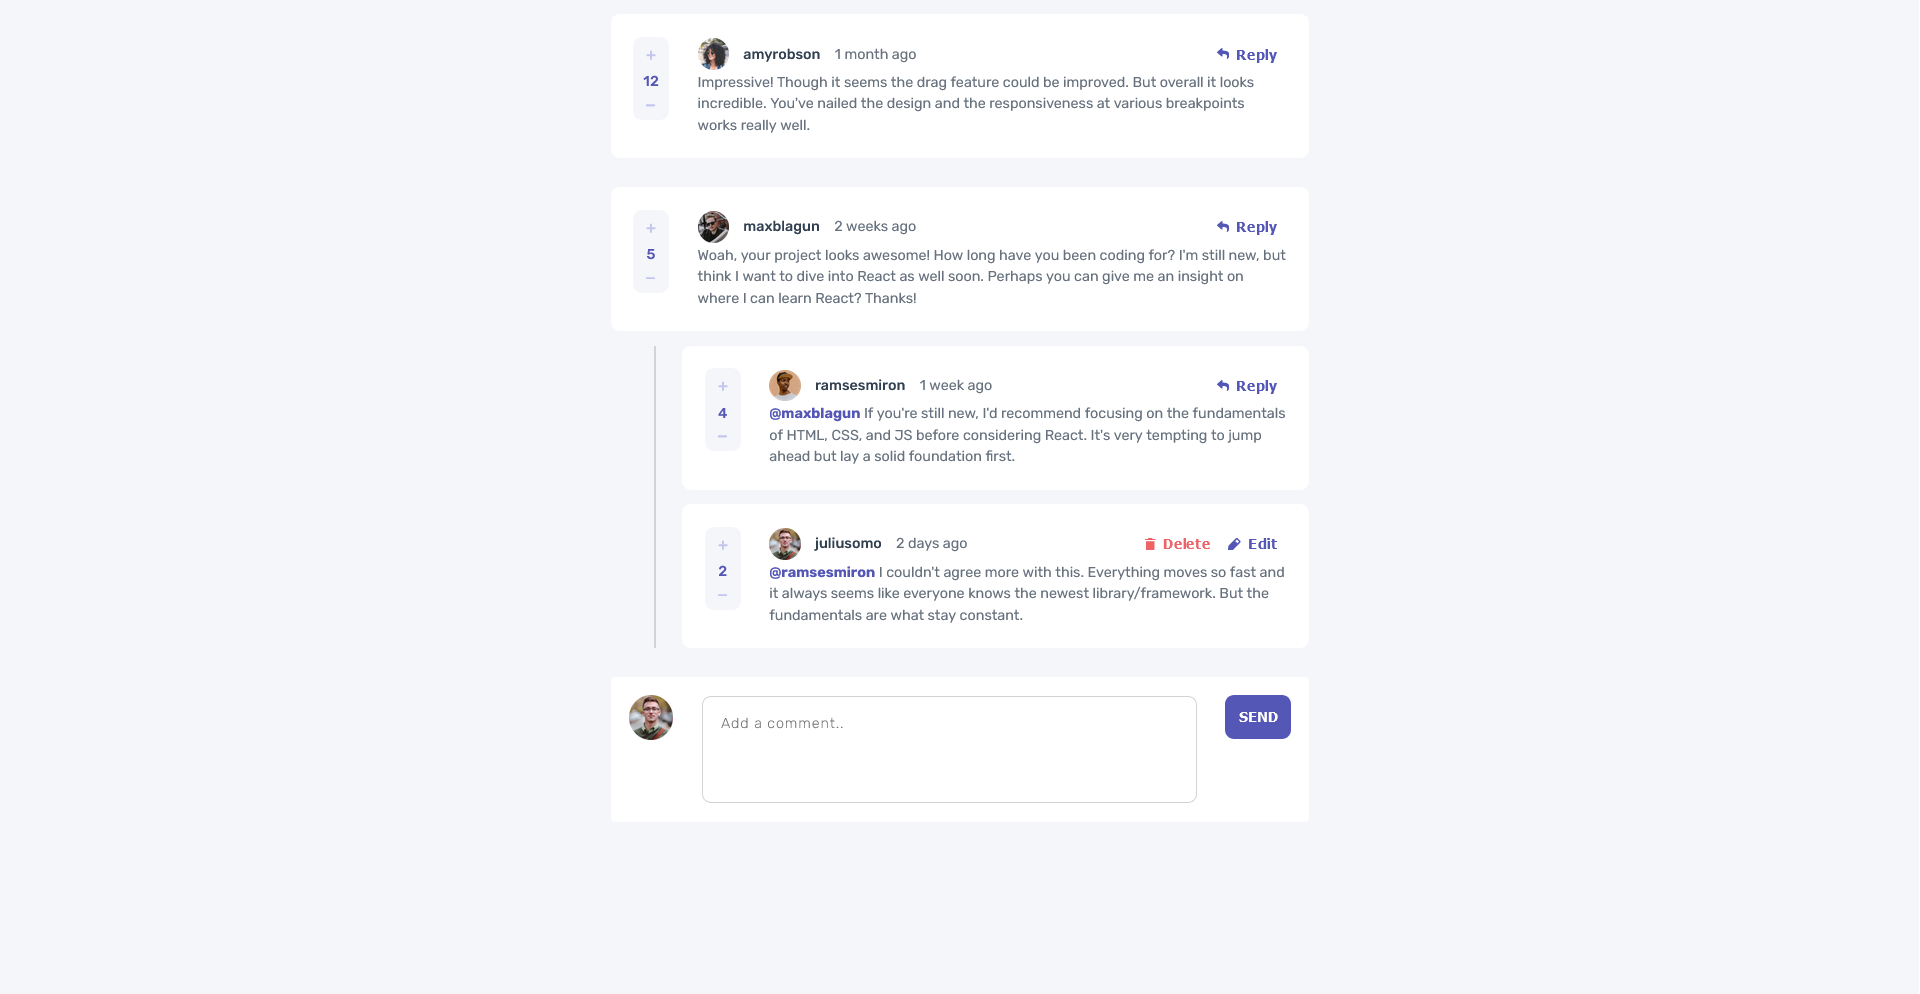 +
12
–
amyrobson 1 month ago
Reply
Impressive! Though it seems the drag feature could be improved. But overall it looks
incredible. You've nailed the design and the responsiveness at various breakpoints
works really well.
+
5
–
maxblagun 2 weeks ago
Reply
Woah, your project looks awesome! How long have you been coding for? I'm still new, but
think I want to dive into React as well soon. Perhaps you can give me an insight on
where I can learn React? Thanks!
+
4
–
ramsesmiron 1 week ago
Reply
@maxblagun If you're still new, I'd recommend focusing on the fundamentals
of HTML, CSS, and JS before considering React. It's very tempting to jump
ahead but lay a solid foundation first.
+
2
–
juliusomo 2 days ago
Delete Edit
@ramsesmiron I couldn't agree more with this. Everything moves so fast and
it always seems like everyone knows the newest library/framework. But the
fundamentals are what stay constant.
Add a comment..
SEND